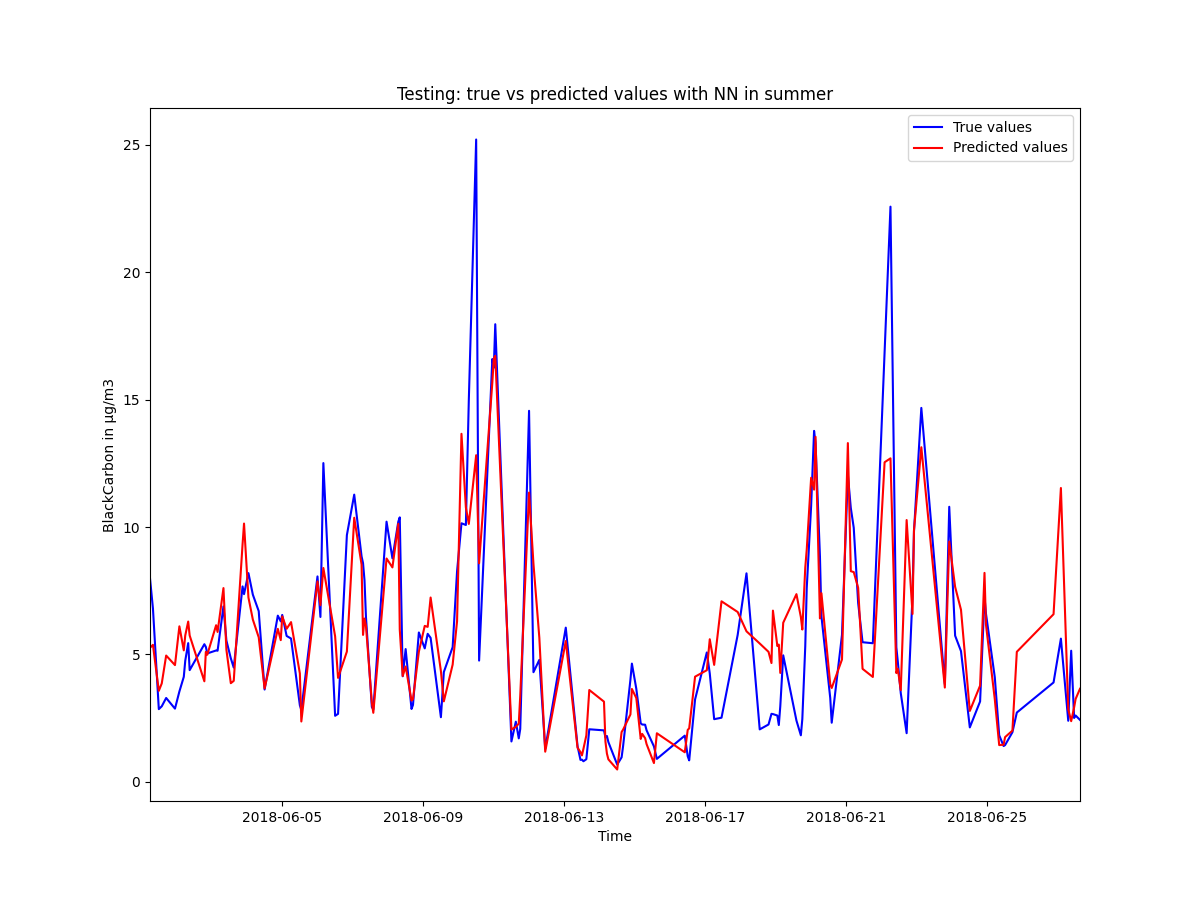 Testing: true vs predicted values with NN in summer
True values
Predicted values
BlackCarbon in µg/m3
25
20
15
10
5
0
2018-06-05
2018-06-09
2018-06-13
2018-06-17
2018-06-21
2018-06-25
Time